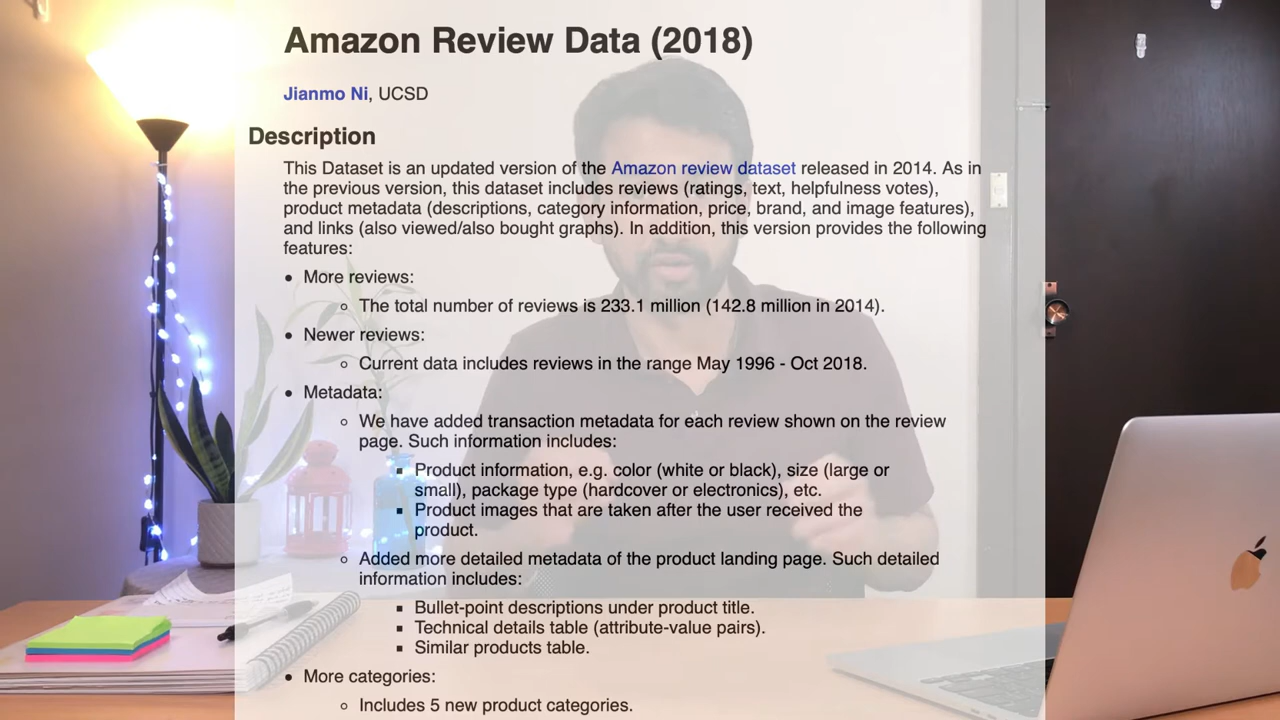 Amazon Review Data (2018)
Jianmo Ni, UCSD
Description
This Dataset is an updated version of the Amazon review dataset released in 2014. As in
the previous version, this dataset includes reviews (ratings, text, helpfulness votes),
product metadata (descriptions, category information, price, brand, and image features),
and links (also viewed/also bought graphs). In addition, this version provides the following
features:
• More reviews:
◦ The total number of reviews is 233.1 million (142.8 million in 2014).
• Newer reviews:
◦ Current data includes reviews in the range May 1996 - Oct 2018.
• Metadata:
◦ We have added transaction metadata for each review shown on the review
page. Such information includes:
▪ Product information, e.g. color (white or black), size (large or
small), package type (hardcover or electronics), etc.
▪ Product images that are taken after the user received the
product.
◦ Added more detailed metadata of the product landing page. Such detailed
information includes:
▪ Bullet-point descriptions under product title.
▪ Technical details table (attribute-value pairs).
▪ Similar products table.
• More categories:
◦ Includes 5 new product categories.